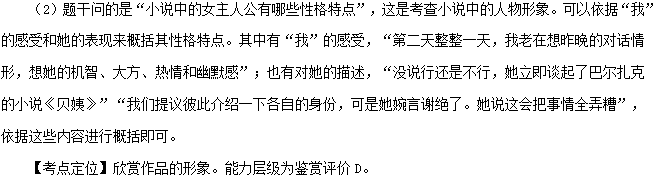 （2）题干问的是“小说中的女主人公有哪些性格特点”，这是考查小说中的人物形象。可以依据“我”
的感受和她的表现来概括其性格特点。其中有“我”的感受，“第二天整整一天，我老在想昨晚的对话情
形，想她的机智、大方、热情和幽默感”；也有对她的描述，“没说行还是不行，她立即谈起了巴尔扎克
的小说《贝姨》”“我们提议彼此介绍一下各自的身份，可是她婉言谢绝了。她说这会把事情全弄糟”，
依据这些内容进行概括即可。
【考点定位】欣赏作品的形象。能力层级为鉴赏评价 D。